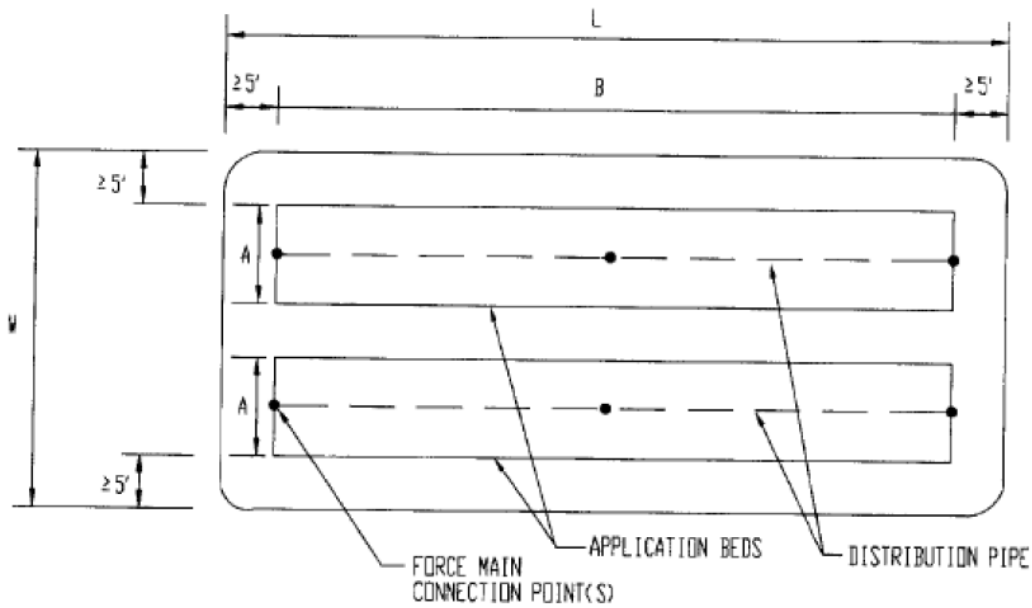 L
≥5'
B
≥5'
≥5'
A
W
A
≥5'
APPLICATION BEDS
DISTRIBUTION PIPE
FORCE MAIN
CONNECTION POINT(S)